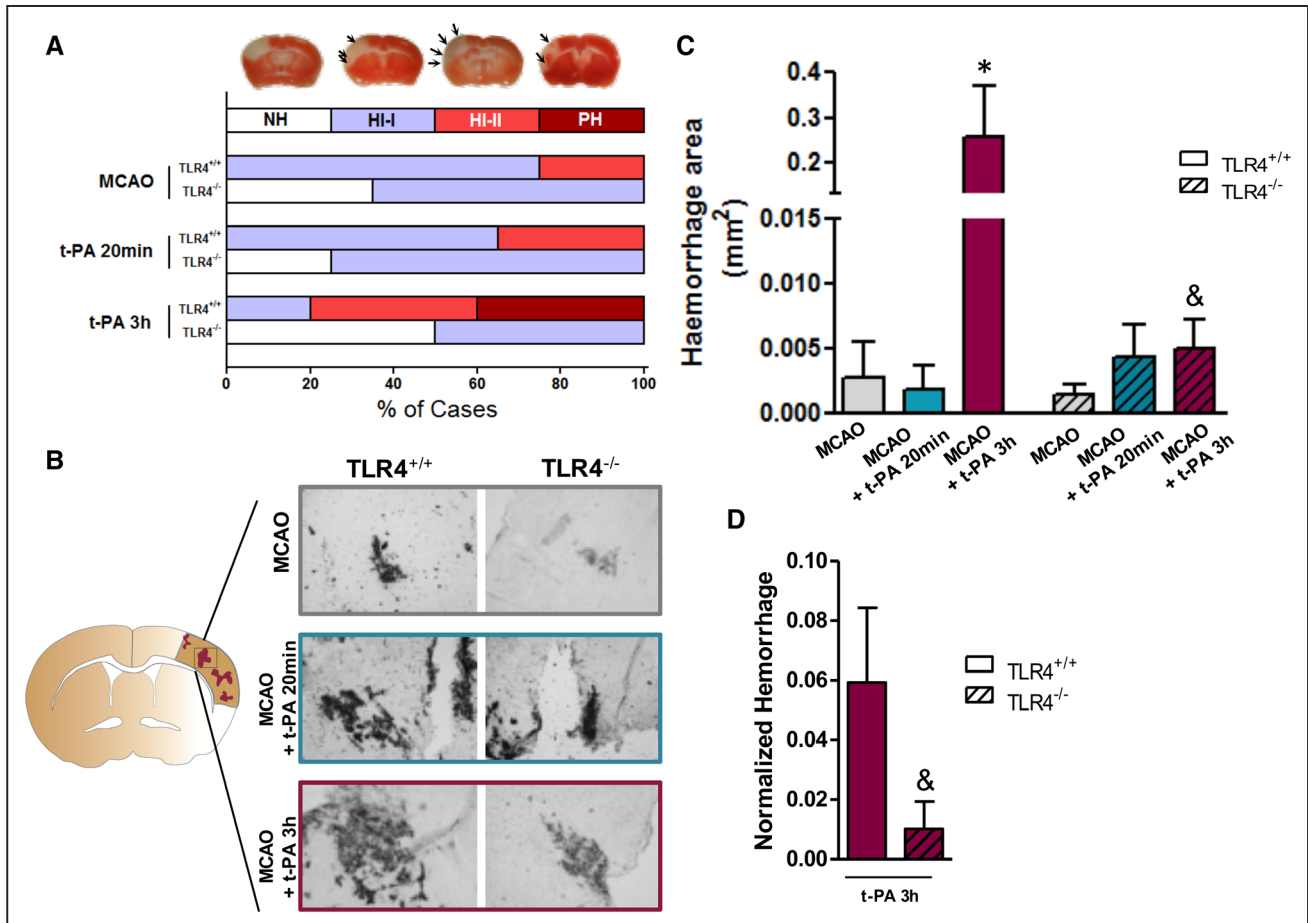 A
NH HI-I HI-II PH
MCAO
TLR4+/+
TLR4-/-
t-PA 20min
TLR4+/+
TLR4-/-
t-PA 3h
TLR4+/+
TLR4-/-
0 20 40 60 80 100
% of Cases
B
TLR4+/+ TLR4-/-
MCAO
MCAO
+ t-PA 20min
MCAO
+ t-PA 3h
C
Haemorrhage area
(mm2)
0.4
0.3
0.2
0.015
0.010
0.005
0.000
*
&
TLR4+/+
TLR4-/-
MCAO
MCAO
+ t-PA 20min
MCAO
+ t-PA 3h
MCAO
MCAO
+ t-PA 20min
MCAO
+ t-PA 3h
D
Normalized Hemorrhage
0.10
0.08
0.06
0.04
0.02
0.00
&
TLR4+/+
TLR4-/-
t-PA 3h